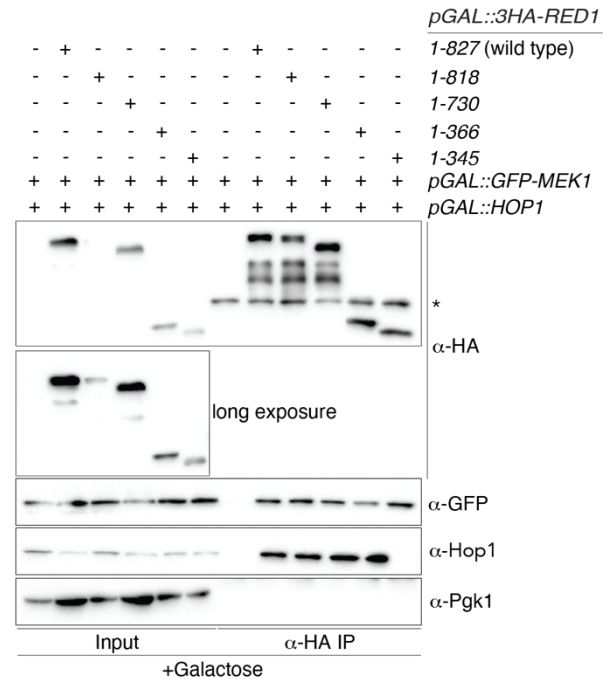 pGAL::3HA-RED1
- + - - - - - + - - - - 1-827 (wild type)
- - + - - - - - + - - - 1-818
- - - + - - - - - + - - 1-730
- - - - + - - - - - + - 1-366
- - - - - + - - - - - + 1-345
+ + + + + + + + + + + + pGAL::GFP-MEK1
+ + + + + + + + + + + + pGAL::HOP1
*
α-HA
long exposure
α-GFP
α-Hop1
α-Pgk1
Input α-HA IP
+Galactose